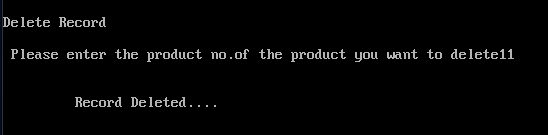 Delete Record
Please enter the product no.of the product you want to delete11
Record Deleted....